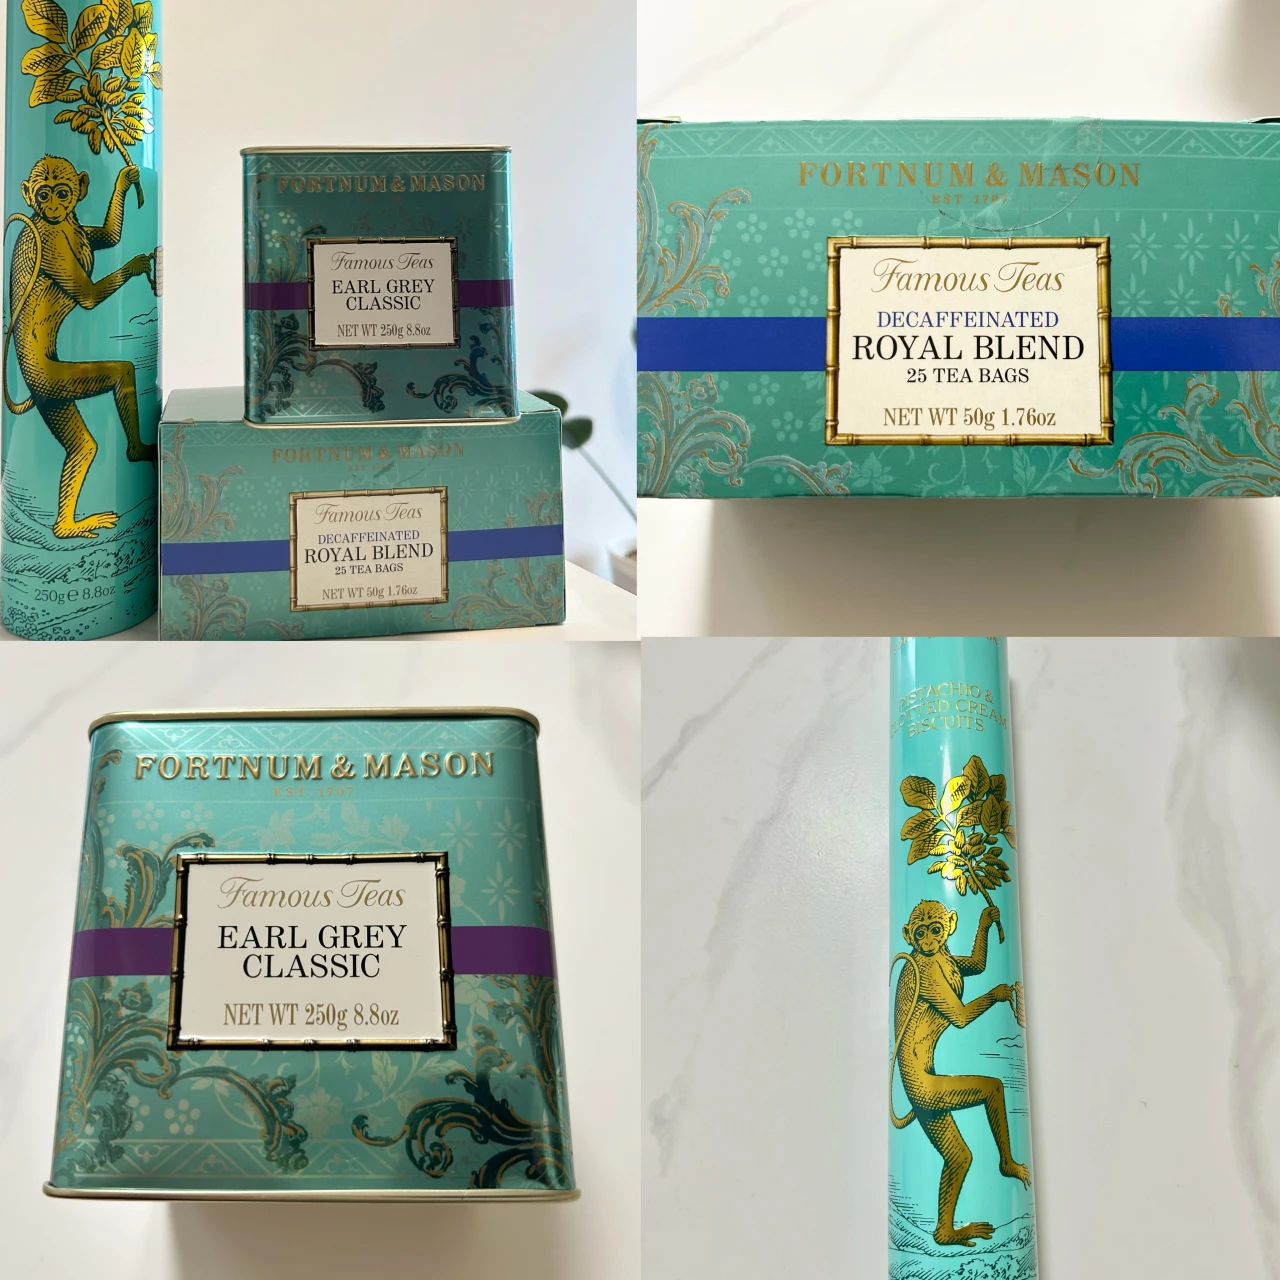 250g e 8.8oz
FORTNUM & MASON
Famous Teas
EARL GREY
CLASSIC
NET WT 250g 8.8oz
FORTNUM & MASON
Famous Teas
DECAFFEINATED
ROYAL BLEND
25 TEA BAGS
NET WT 50g 1.76oz
FORTNUM & MASON
EST 1707
Famous Teas
DECAFFEINATED
ROYAL BLEND
25 TEA BAGS
NET WT 50g 1.76oz
FORTNUM & MASON
EST 1707
Famous Teas
EARL GREY
CLASSIC
NET WT 250g 8.8oz
PISTACHIO &
CLOTTED CREAM
BISCUITS